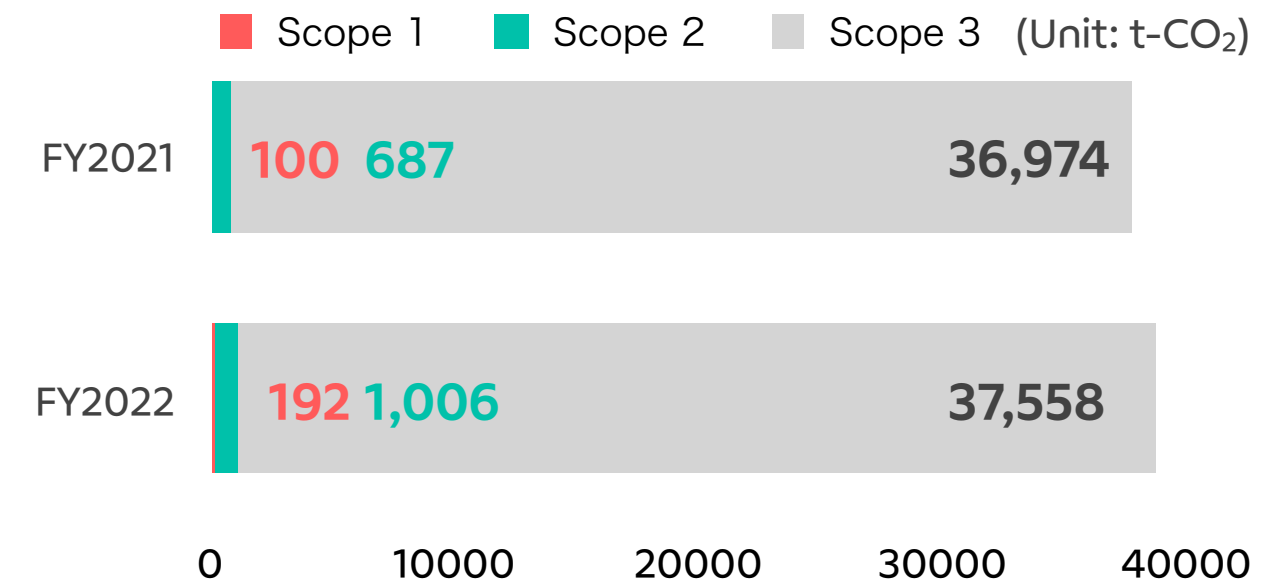 Scope 1 Scope 2 Scope 3 (Unit: t-CO₂)
FY2021 100 687 36,974
FY2022 192 1,006 37,558
0 10000 20000 30000 40000